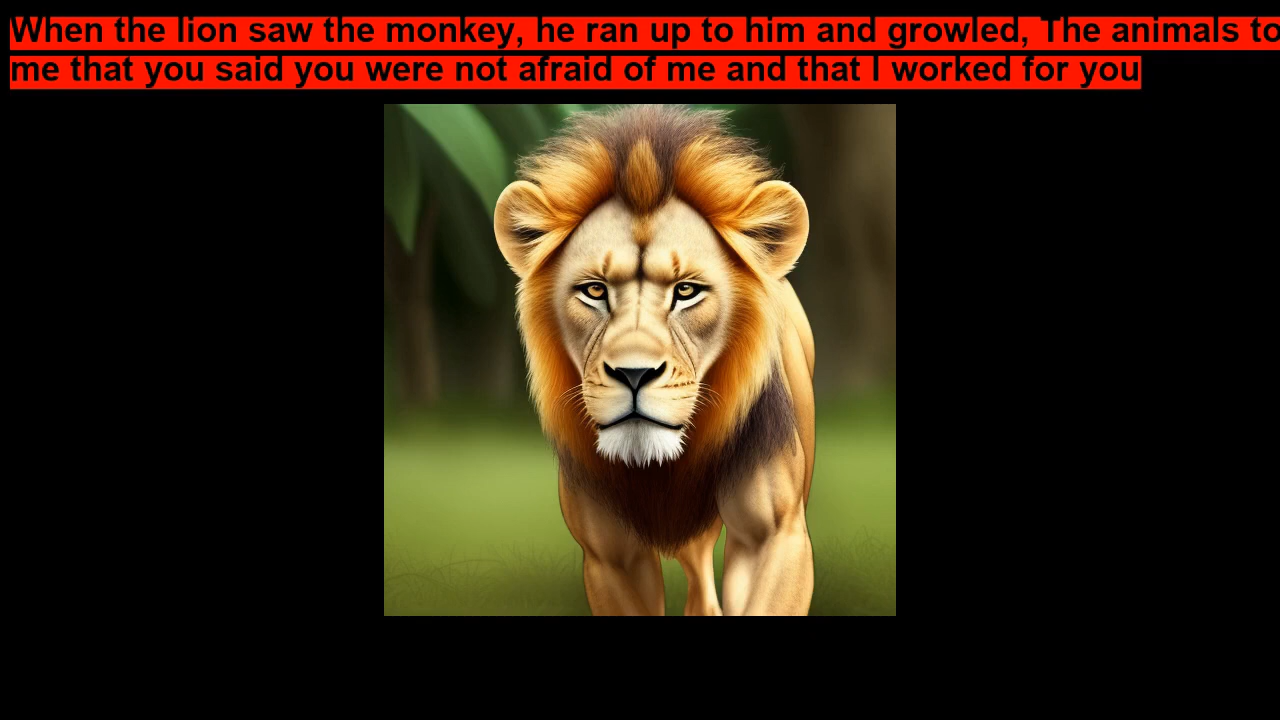 When the lion saw the monkey, he ran up to him and growled, The animals
me that you said you were not afraid of me and that I worked for you